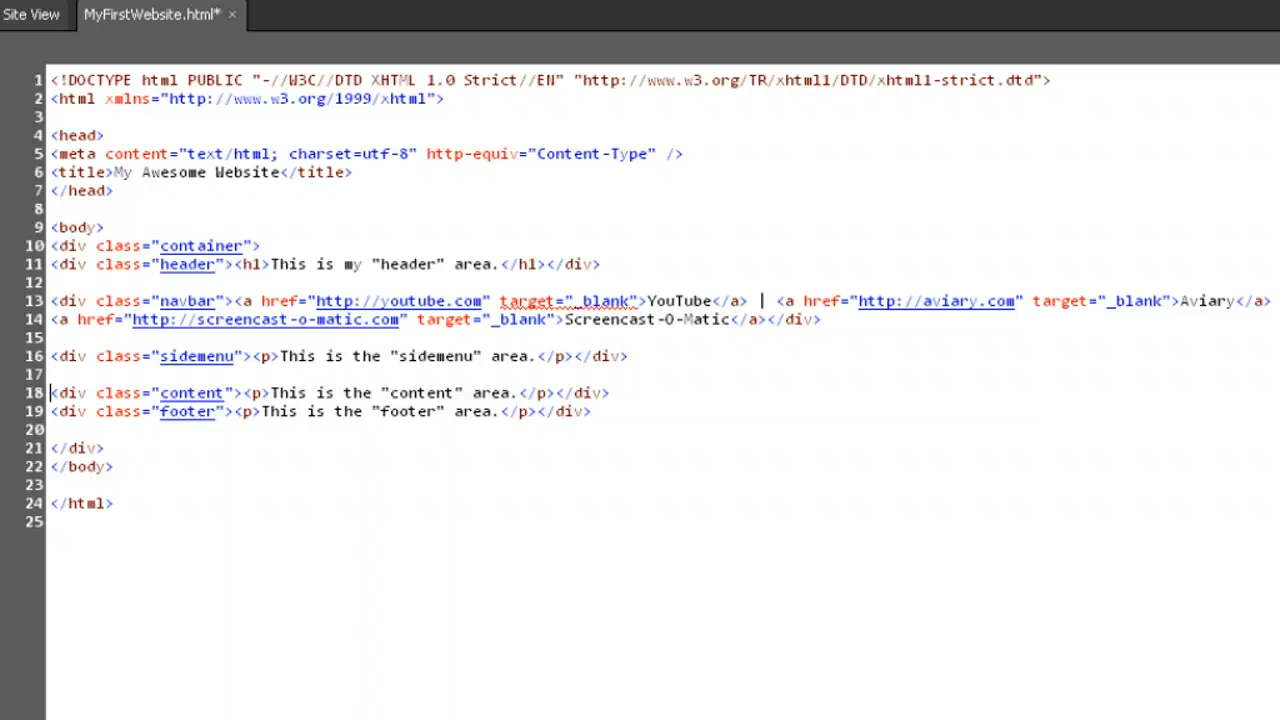 Site View
MyFirstWebsite.html* ×
1 <!DOCTYPE html PUBLIC "-//W3C//DTD XHTML 1.0 Strict//EN" "http://www.w3.org/TR/xhtml1/DTD/xhtml1-strict.dtd">
2 <html xmlns="http://www.w3.org/1999/xhtml">
3
4 <head>
5 <meta content="text/html; charset=utf-8" http-equiv="Content-Type" />
6 <title>My Awesome Website</title>
7 </head>
8
9 <body>
10 <div class="container">
11 <div class="header"><h1>This is my "header" area.</h1></div>
12
13 <div class="navbar"><a href="http://youtube.com" target="_blank">YouTube</a> | <a href="http://aviary.com" target="_blank">Aviary</a>
14 <a href="http://screencast-o-matic.com" target="_blank">Screencast-O-Matic</a></div>
15
16 <div class="sidemenu"><p>This is the "sidemenu" area.</p></div>
17
18 <div class="content"><p>This is the "content" area.</p></div>
19 <div class="footer"><p>This is the "footer" area.</p></div>
20
21 </div>
22 </body>
23
24 </html>
25